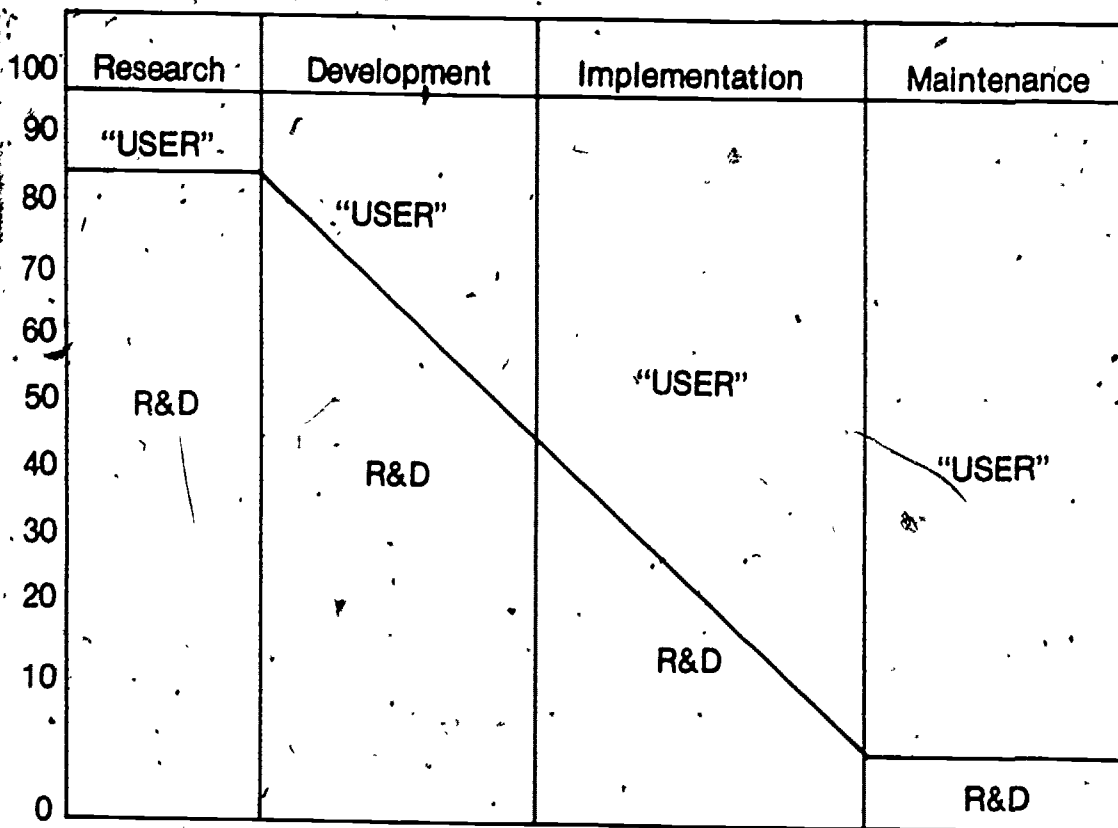 100 Research Development Implementation Maintenance
90
"USER"
80
"USER"
70
60
"USER"
50
R&D
40
R&D
"USER"
30
20
R&D
10
0
R&D